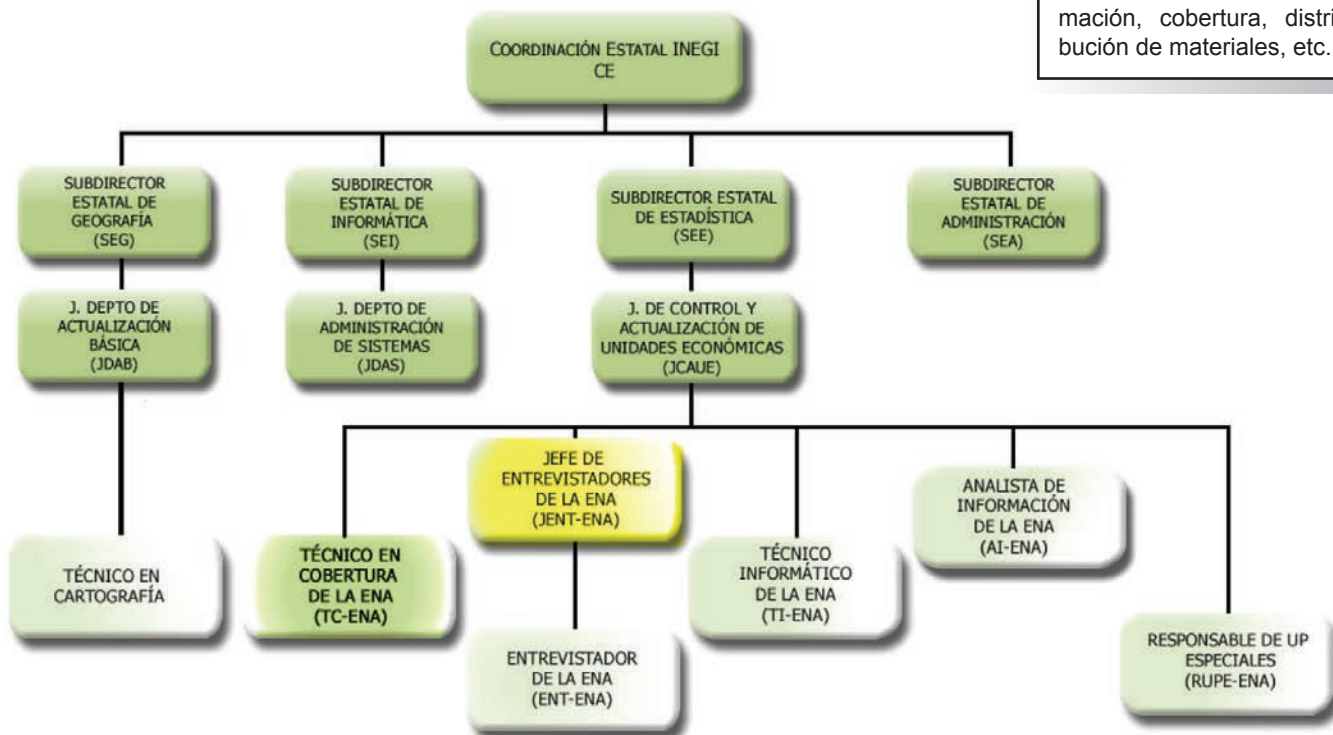 mación, cobertura, distri
bución de materiales, etc.
COORDINACIÓN ESTATAL INEGI
CE
SUBDIRECTOR
ESTATAL DE
GEOGRAFÍA
(SEG)
SUBDIRECTOR
ESTATAL DE
INFORMÁTICA
(SEI)
SUBDIRECTOR ESTATAL
DE ESTADÍSTICA
(SEE)
SUBDIRECTOR
ESTATAL DE
ADMINISTRACIÓN
(SEA)
J. DEPTO DE
ACTUALIZACIÓN
BÁSICA
(JDAB)
J. DEPTO DE
ADMINISTRACIÓN
DE SISTEMAS
(JDAS)
J. DE CONTROL Y
ACTUALIZACIÓN DE
UNIDADES ECONÓMICAS
(JCAUE)
TÉCNICO EN
CARTOGRAFÍA
TÉCNICO EN
COBERTURA
DE LA ENA
(TC-ENA)
JEFE DE
ENTREVISTADORES
DE LA ENA
(JENT-ENA)
ENTREVISTADOR
DE LA ENA
(ENT-ENA)
TÉCNICO
INFORMÁTICO
DE LA ENA
(TI-ENA)
ANALISTA DE
INFORMACIÓN
DE LA ENA
(AI-ENA)
RESPONSABLE DE UP
ESPECIALES
(RUPE-ENA)